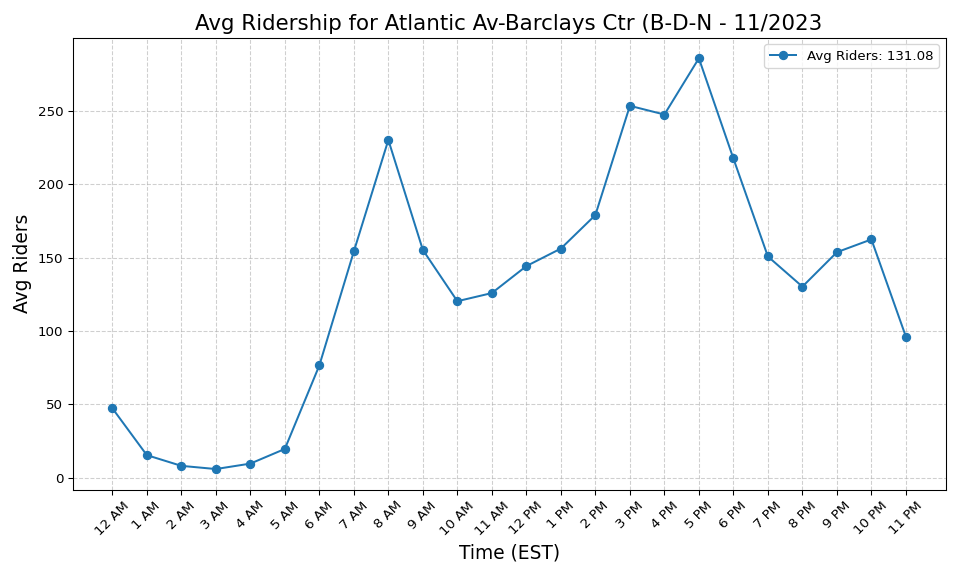 Avg Ridership for Atlantic Av-Barclays Ctr (B-D-N - 11/2023
Avg Riders: 131.08
Avg Riders
250
200
150
100
50
0
12 AM
1 AM
2 AM
3 AM
4 AM
5 AM
6 AM
7 AM
8 AM
9 AM
10 AM
11 AM
12 PM
1 PM
2 PM
3 PM
4 PM
5 PM
6 PM
7 PM
8 PM
9 PM
10 PM
11 PM
Time (EST)